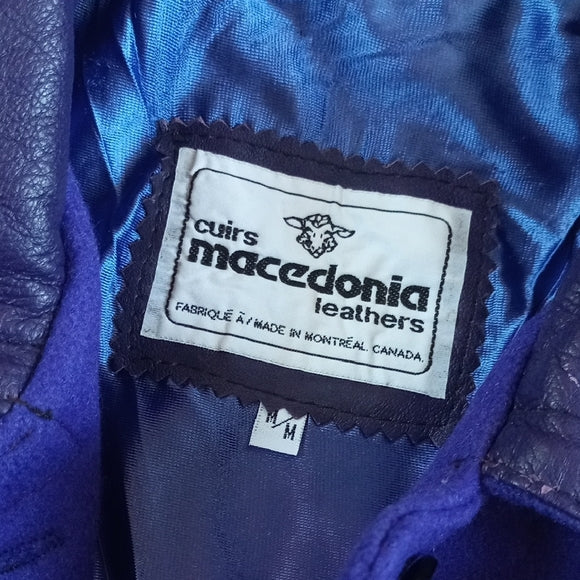 cuirs
macedonia
leathers
FABRIQUÉ À / MADE IN MONTRÉAL, CANADA.
M/M